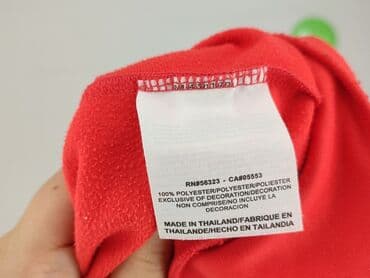 RN#56323 - CA#05553
100% POLYESTER/POLYESTER/POLIESTER
EXCLUSIVE OF DECORATION/DECORATION
NON COMPRISE/NO INCLUYE LA
DECORACIÓN
MADE IN THAILAND/FABRIQUE EN
THAILANDE/HECHO EN TAILANDIA